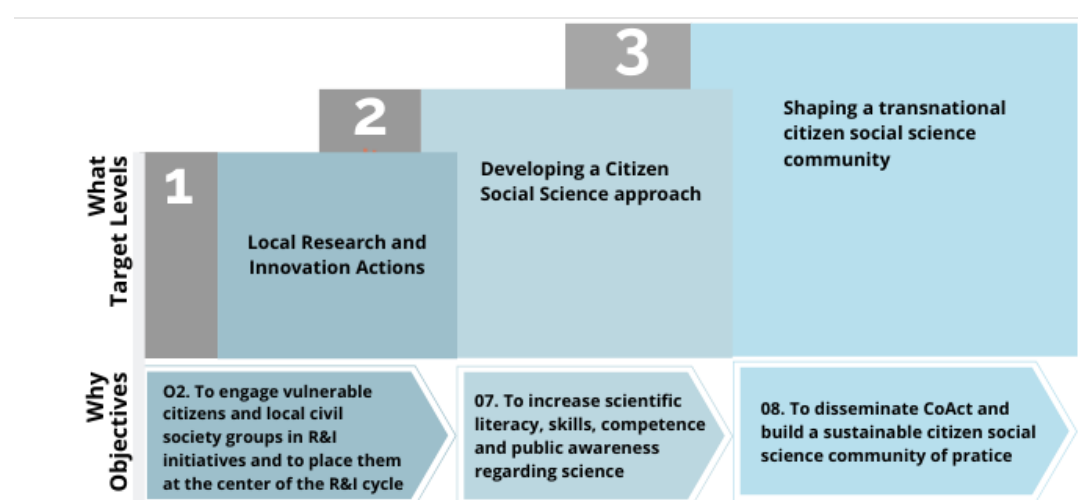 3
2
1
Shaping a transnational
citizen social science
community
Developing a Citizen
Social Science approach
Local Research and
Innovation Actions
What
Target Levels
Why
Objectives
O2. To engage vulnerable
citizens and local civil
society groups in R&I
initiatives and to place them
at the center of the R&I cycle
07. To increase scientific
literacy, skills, competence
and public awareness
regarding science
08. To disseminate CoAct and
build a sustainable citizen social
science community of pratice